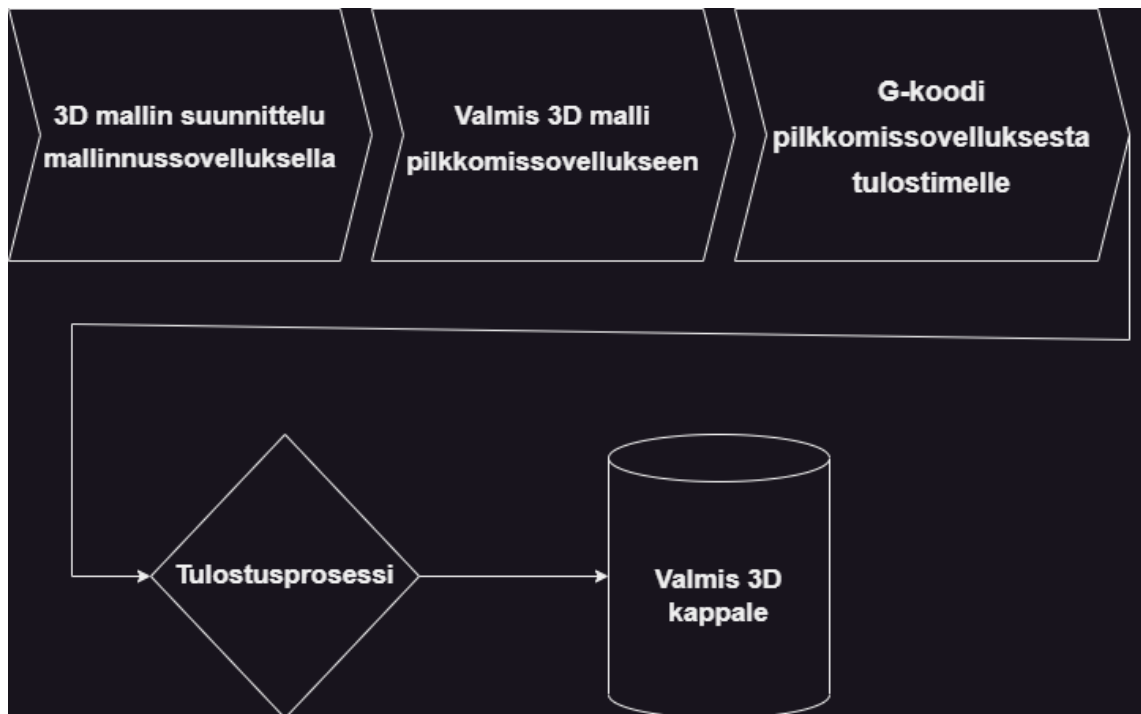 3D mallin suunnittelu
mallinnussovelluksella
Valmis 3D malli
pilkkomissovellukseen
G-koodi
pilkkomissovelluksesta
tulostimelle
Tulostusprosessi
Valmis 3D
kappale